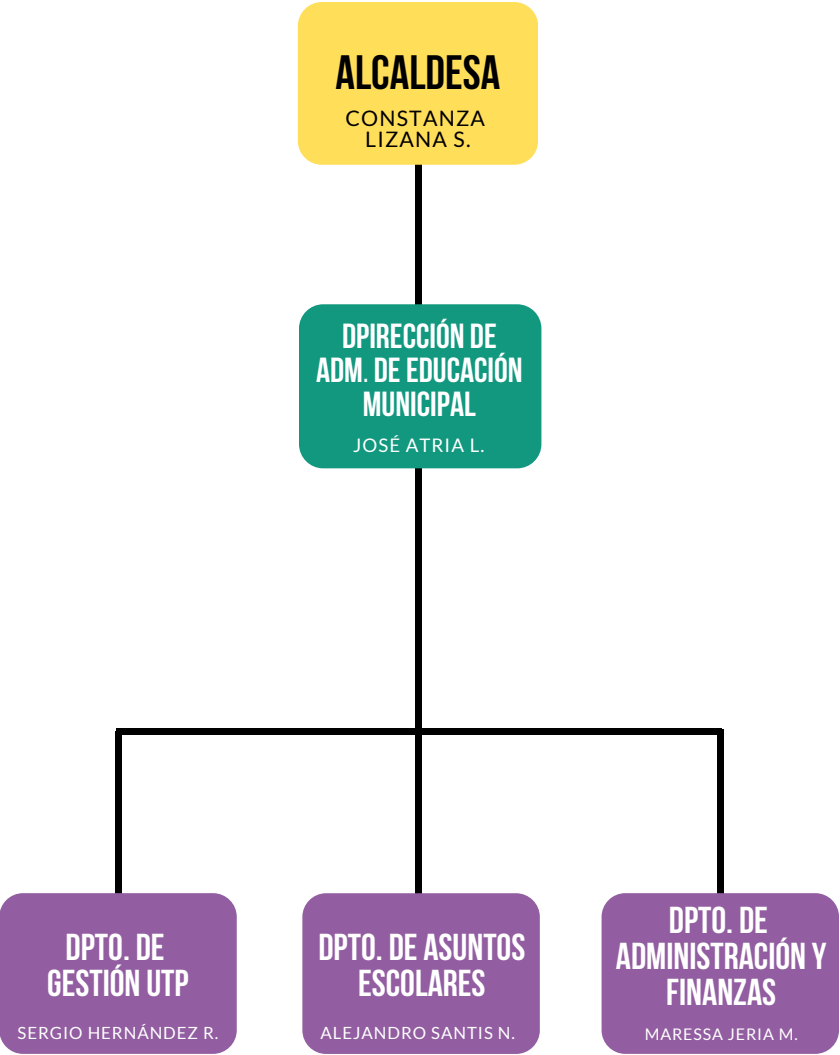 ALCALDESA
CONSTANZA
LIZANA S.
DPIRECCIÓN DE
ADM. DE EDUCACIÓN
MUNICIPAL
JOSÉ ATRIA L.
DPTO. DE
GESTIÓN UTP
SERGIO HERNÁNDEZ R.
DPTO. DE ASUNTOS
ESCOLARES
ALEJANDRO SANTIS N.
DPTO. DE
ADMINISTRACIÓN Y
FINANZAS
MARESSA JERIA M.